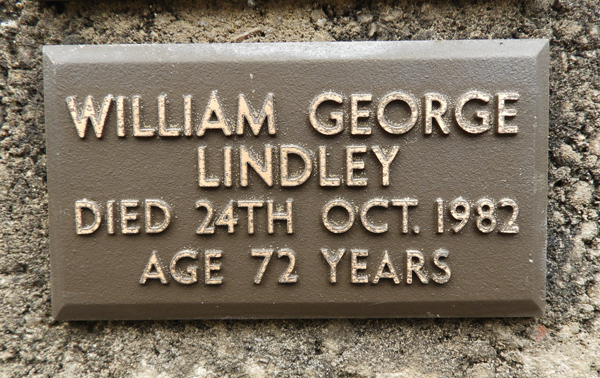 WILLIAM GEORGE
LINDLEY
DIED 24TH OCT. 1982
AGE 72 YEARS